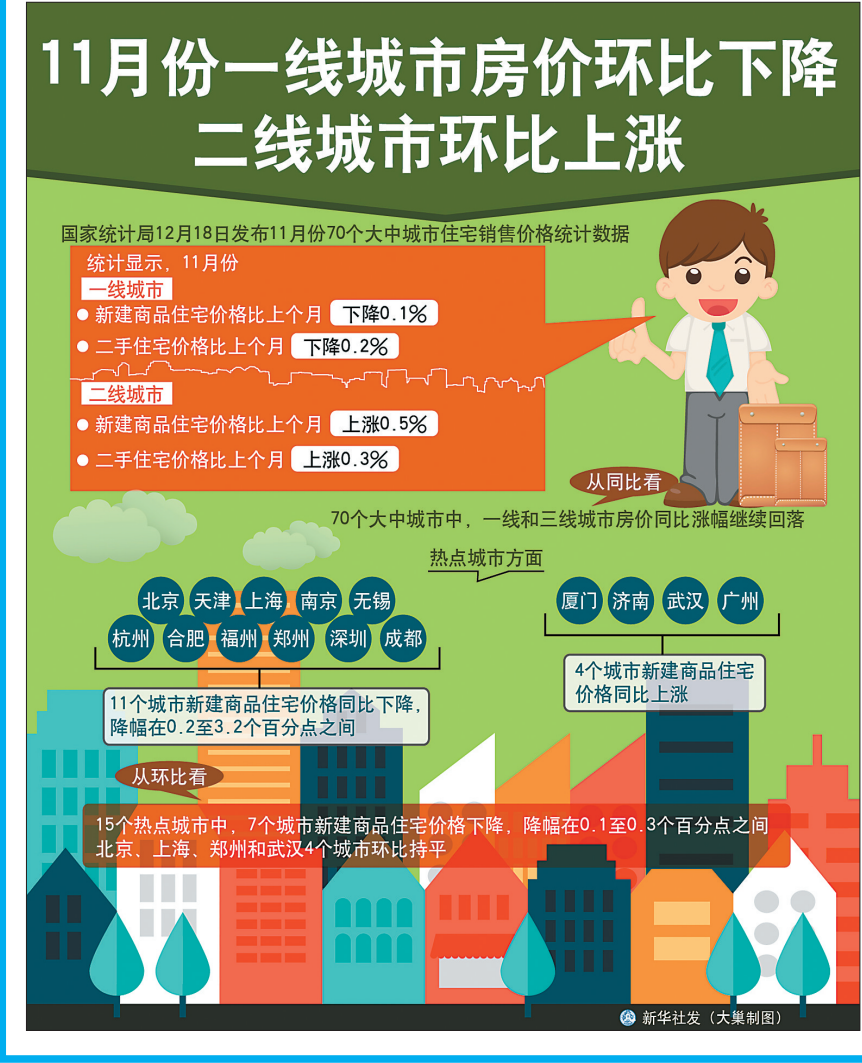 11月份一线城市房价环比下降
二线城市环比上涨
国家统计局12月18日发布11月份70个大中城市住宅销售价格统计数据
统计显示，11月份
一线城市
● 新建商品住宅价格比上个月 下降0.1%
● 二手住宅价格比上个月 下降0.2%
二线城市
● 新建商品住宅价格比上个月 上涨0.5%
● 二手住宅价格比上个月 上涨0.3%
从同比看
70个大中城市中，一线和三线城市房价同比涨幅继续回落
热点城市方面
北京 天津 上海 南京 无锡
杭州 合肥 福州 郑州 深圳 成都
11个城市新建商品住宅价格同比下降，
降幅在0.2至3.2个百分点之间
厦门 济南 武汉 广州
4个城市新建商品住宅
价格同比上涨
从环比看
15个热点城市中，7个城市新建商品住宅价格下降，降幅在0.1至0.3个百分点之间
北京、上海、郑州和武汉4个城市环比持平
新华社发（大巢制图）